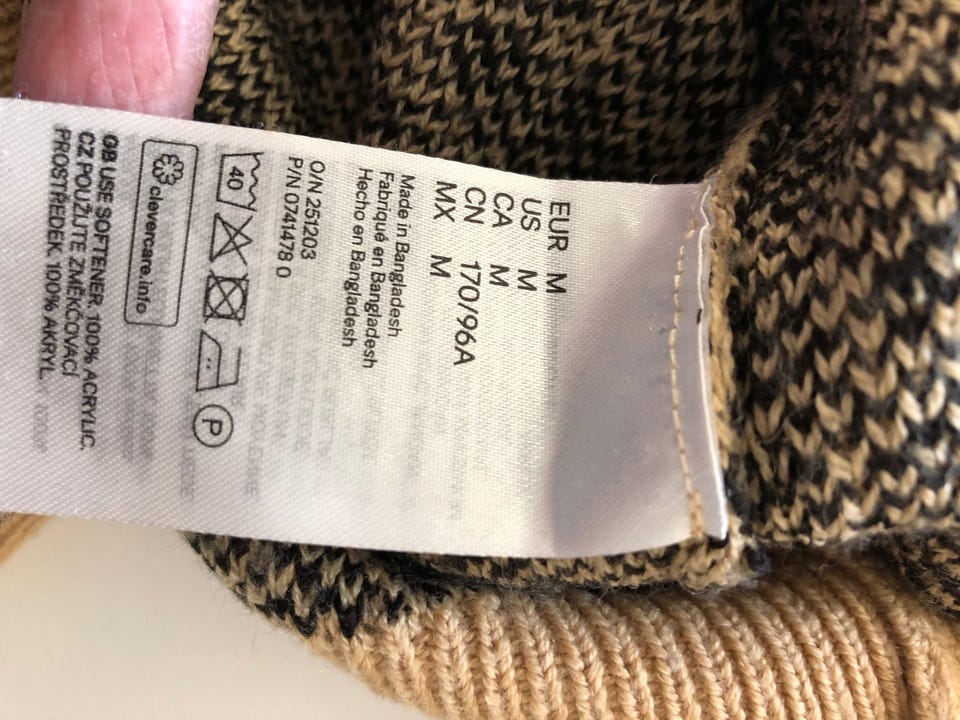 EUR M
US M
CA M
CN 170/96A
MX M
Made in Bangladesh
Fabriqué en Bangladesh
Hecho en Bangladesh
O/N 251203
P/N 0741478 0
40
P
clevercare.info
GB USE SOFTENER. 100% ACRYLIC.
CZ POUŽIJTE ZMĚKČOVACÍ
PROSTŘEDEK. 100% AKRYL.